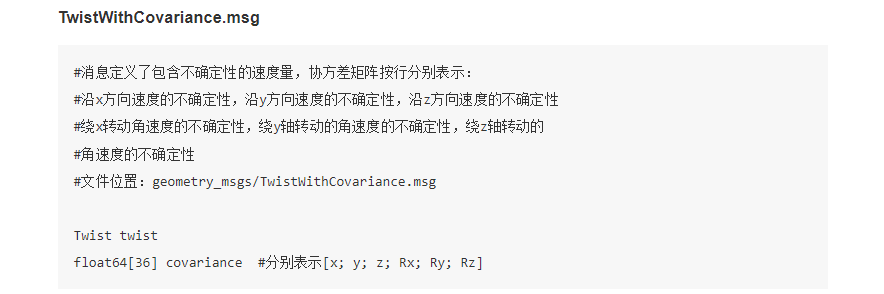 TwistWithCovariance.msg
#消息定义了包含不确定性的速度量，协方差矩阵按行分别表示：
#沿x方向速度的不确定性，沿y方向速度的不确定性，沿z方向速度的不确定性
#绕x转动角速度的不确定性，绕y轴转动的角速度的不确定性，绕z轴转动的
#角速度的不确定性
#文件位置：geometry_msgs/TwistWithCovariance.msg
Twist twist
float64[36] covariance  #分别表示[x; y; z; Rx; Ry; Rz]